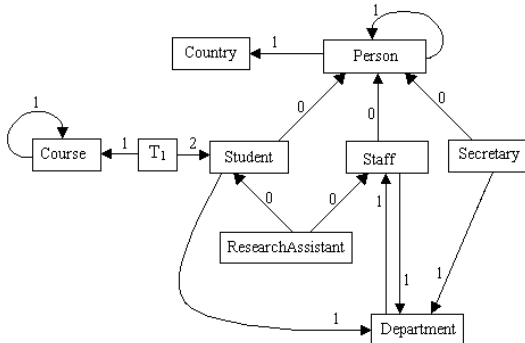 1
Country
1
Person
0
0
0
1
Course
1
T1
2
Student
Staff
Secretary
0
0
ResearchAssistant
1
1
1
1
Department